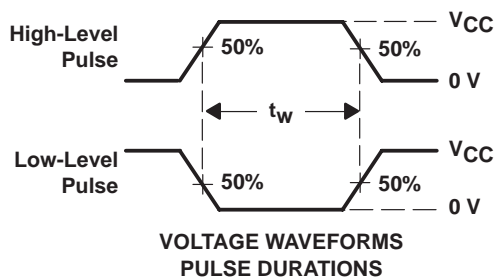 High-Level
Pulse
50%
50%
VCC
0 V
tw
Low-Level
Pulse
50%
50%
VCC
0 V
VOLTAGE WAVEFORMS
PULSE DURATIONS